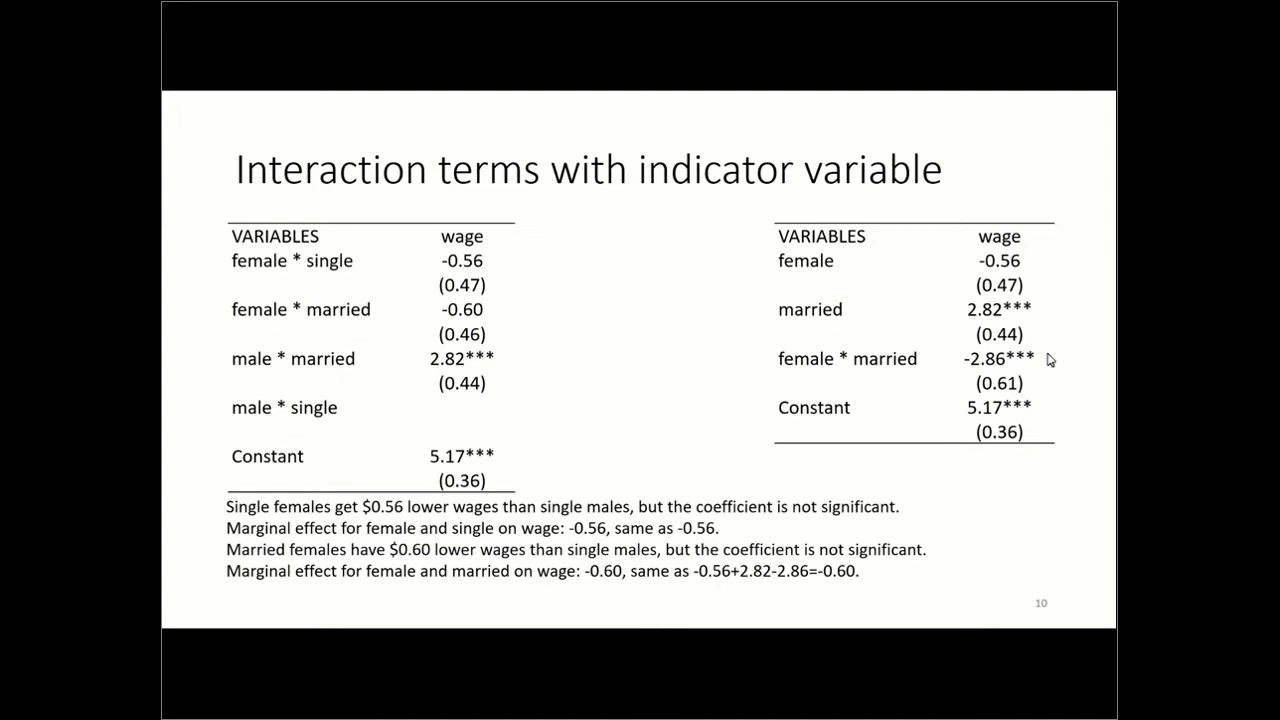 Interaction terms with indicator variable
VARIABLES wage
female * single -0.56
(0.47)
female * married -0.60
(0.46)
male * married 2.82***
(0.44)
male * single
Constant 5.17***
(0.36)
VARIABLES wage
female -0.56
(0.47)
married 2.82***
(0.44)
female * married -2.86***
(0.61)
Constant 5.17***
(0.36)
Single females get $0.56 lower wages than single males, but the coefficient is not significant.
Marginal effect for female and single on wage: -0.56, same as -0.56.
Married females have $0.60 lower wages than single males, but the coefficient is not significant.
Marginal effect for female and married on wage: -0.60, same as -0.56+2.82-2.86=-0.60.
10